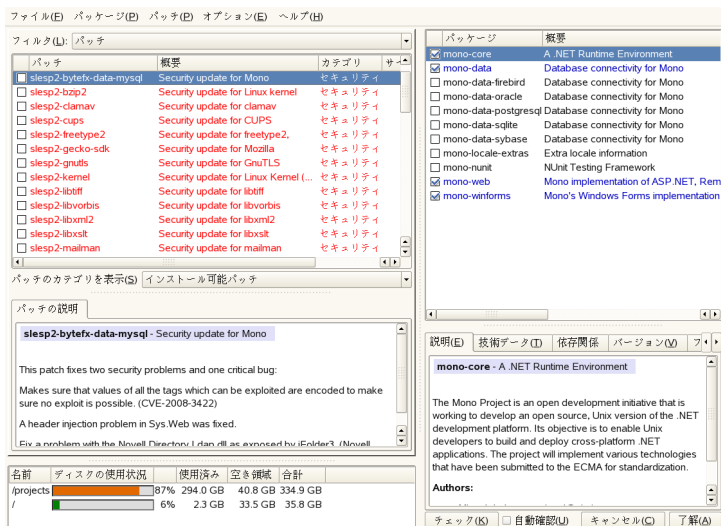 ファイル(F) パッケージ(P) パッチ(P) オプション(E) ヘルプ(H)
フィルタ(L): パッチ
パッチ 概要 カテゴリ サイ
slesp2-bytefx-data-mysql Security update for Mono セキュリティ
slesp2-bzip2 Security update for Linux kernel セキュリティ
slesp2-clamav Security update for clamav セキュリティ
slesp2-cups Security update for CUPS セキュリティ
slesp2-freetype2 Security update for freetype2, セキュリティ
slesp2-gecko-sdk Security update for Mozilla セキュリティ
slesp2-gnutls Security update for GnuTLS セキュリティ
slesp2-kernel Security update for Linux Kernel (... セキュリティ
slesp2-libtiff Security update for libtiff セキュリティ
slesp2-libvorbis Security update for libvorbis セキュリティ
slesp2-libxml2 Security update for libxml2 セキュリティ
slesp2-libxslt Security update for libxslt セキュリティ
slesp2-mailman Security update for mailman セキュリティ
パッチのカテゴリを表示(S) インストール可能パッチ
パッチの説明
slesp2-bytefx-data-mysql - Security update for Mono
This patch fixes two security problems and one critical bug:
Makes sure that values of all the tags which can be exploited are encoded to make
sure no exploit is possible. (CVE-2008-3422)
A header injection problem in Sys.Web was fixed.
Fix a problem with the Novell Directory Ldap dll as exposed by iFolder3. (Novell
名前 ディスクの使用状況 使用済み 空き領域 合計
/projects 87% 294.0 GB 40.8 GB 334.9 GB
/ 6% 2.3 GB 33.5 GB 35.8 GB
パッケージ 概要
mono-core A .NET Runtime Environment
mono-data Database connectivity for Mono
mono-data-firebird Database connectivity for Mono
mono-data-oracle Database connectivity for Mono
mono-data-postgresql Database connectivity for Mono
mono-data-sqlite Database connectivity for Mono
mono-data-sybase Database connectivity for Mono
mono-locale-extras Extra locale information
mono-nunit NUnit Testing Framework
mono-web Mono implementation of ASP.NET, Rem
mono-winforms Mono's Windows Forms implementation
説明(E) 技術データ(T) 依存関係 バージョン(V) フ
mono-core - A .NET Runtime Environment
The Mono Project is an open development initiative that is
working to develop an open source, Unix version of the .NET
development platform. Its objective is to enable Unix
developers to build and deploy cross-platform .NET
applications. The project will implement various technologies
that have been submitted to the ECMA for standardization.
Authors:
チェック(K) 自動確認(U) キャンセル(C) 了解(A)